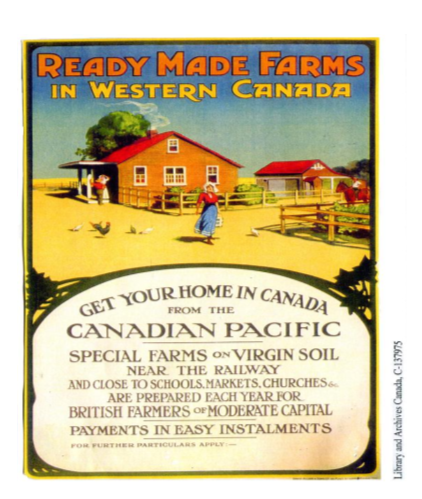 READY MADE FARMS
IN WESTERN CANADA
GET YOUR HOME IN CANADA
FROM THE
CANADIAN PACIFIC
SPECIAL FARMS ON VIRGIN SOIL
NEAR THE RAILWAY
AND CLOSE TO SCHOOLS, MARKETS, CHURCHES &c.
ARE PREPARED EACH YEAR FOR
BRITISH FARMERS OF MODERATE CAPITAL
PAYMENTS IN EASY INSTALMENTS
FOR FURTHER PARTICULARS APPLY:—
Library and Archives Canada, C-137975